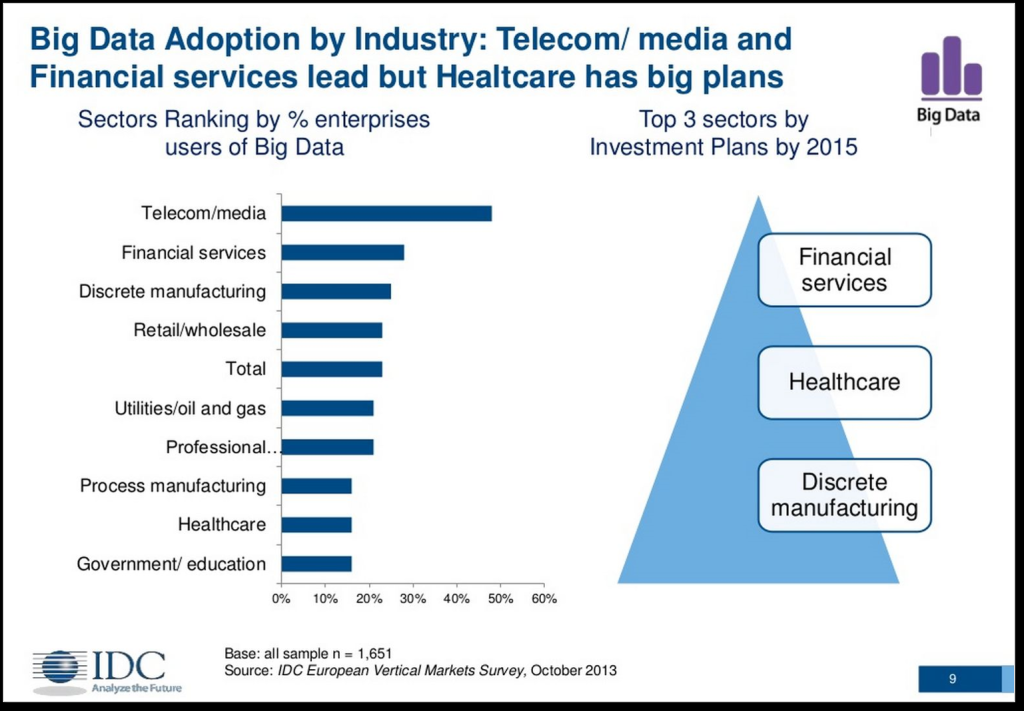 Big Data Adoption by Industry: Telecom/ media and
Financial services lead but Healtcare has big plans
Big Data
Sectors Ranking by % enterprises
users of Big Data
Telecom/media
Financial services
Discrete manufacturing
Retail/wholesale
Total
Utilities/oil and gas
Professional…
Process manufacturing
Healthcare
Government/ education
0% 10% 20% 30% 40% 50% 60%
Top 3 sectors by
Investment Plans by 2015
Financial
services
Healthcare
Discrete
manufacturing
IDC
Analyze the Future
Base: all sample n = 1,651
Source: IDC European Vertical Markets Survey, October 2013
9